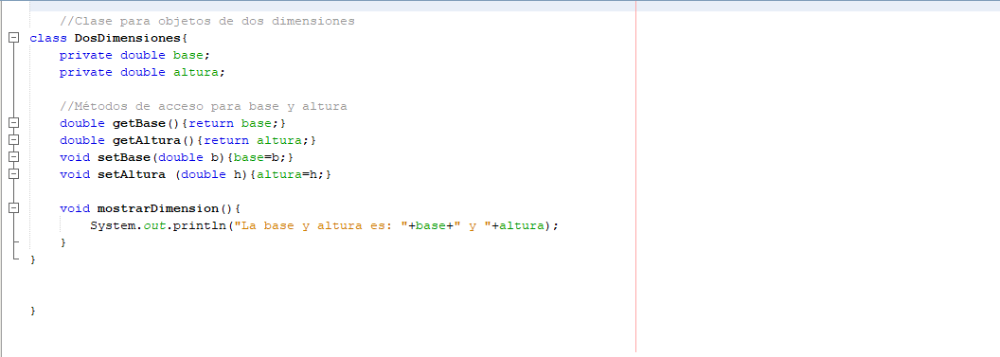 //Clase para objetos de dos dimensiones
class DosDimensiones{
private double base;
private double altura;
//Métodos de acceso para base y altura
double getBase(){return base;}
double getAltura(){return altura;}
void setBase(double b){base=b;}
void setAltura (double h){altura=h;}
void mostrarDimension(){
System.out.println("La base y altura es: "+base+" y "+altura);
}
}
}